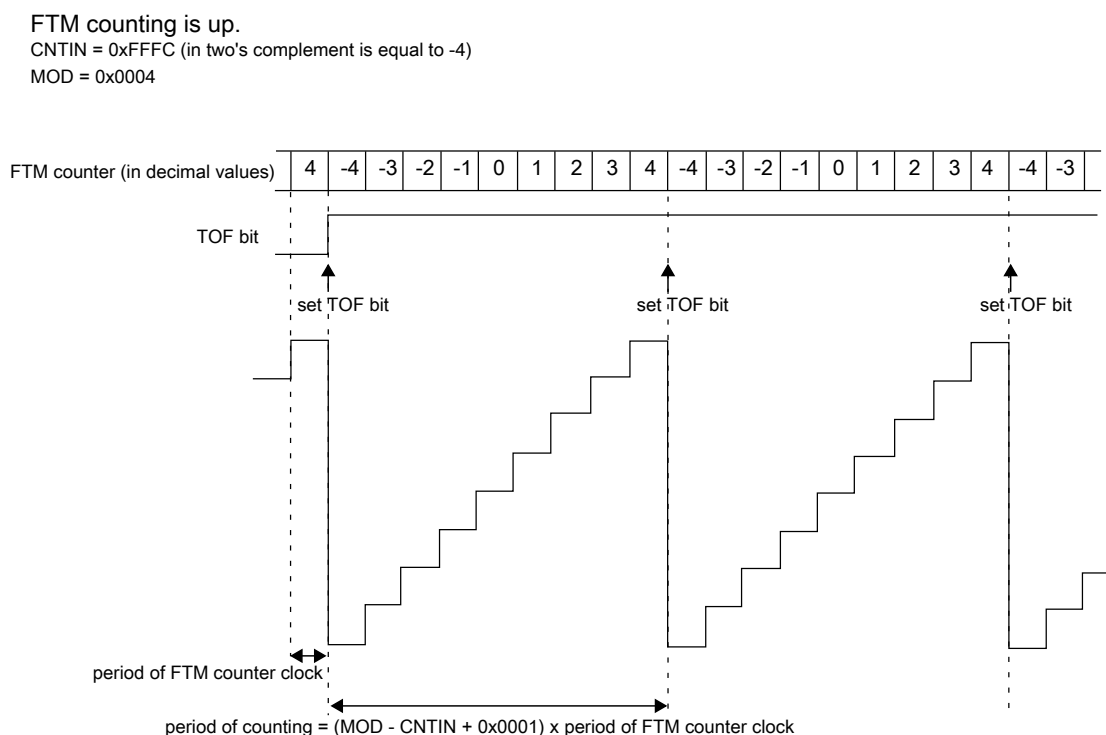 FTM counting is up.
CNTIN = 0xFFFC (in two's complement is equal to -4)
MOD = 0x0004
FTM counter (in decimal values) 4 -4 -3 -2 -1 0 1 2 3 4 -4 -3 -2 -1 0 1 2 3 4 -4 -3
TOF bit
set TOF bit set TOF bit set TOF bit
period of FTM counter clock
period of counting = (MOD - CNTIN + 0x0001) x period of FTM counter clock